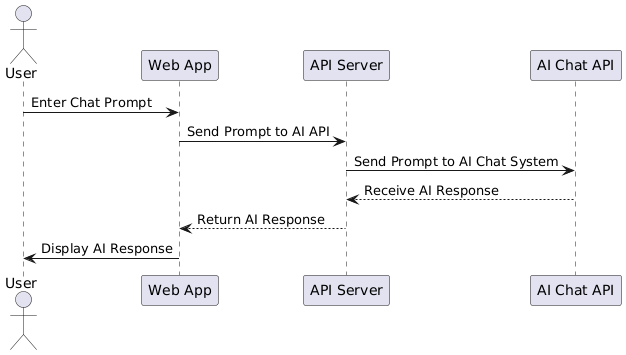 User
Web App
API Server
AI Chat API
Enter Chat Prompt
Send Prompt to AI API
Send Prompt to AI Chat System
Receive AI Response
Return AI Response
Display AI Response
User
Web App
API Server
AI Chat API